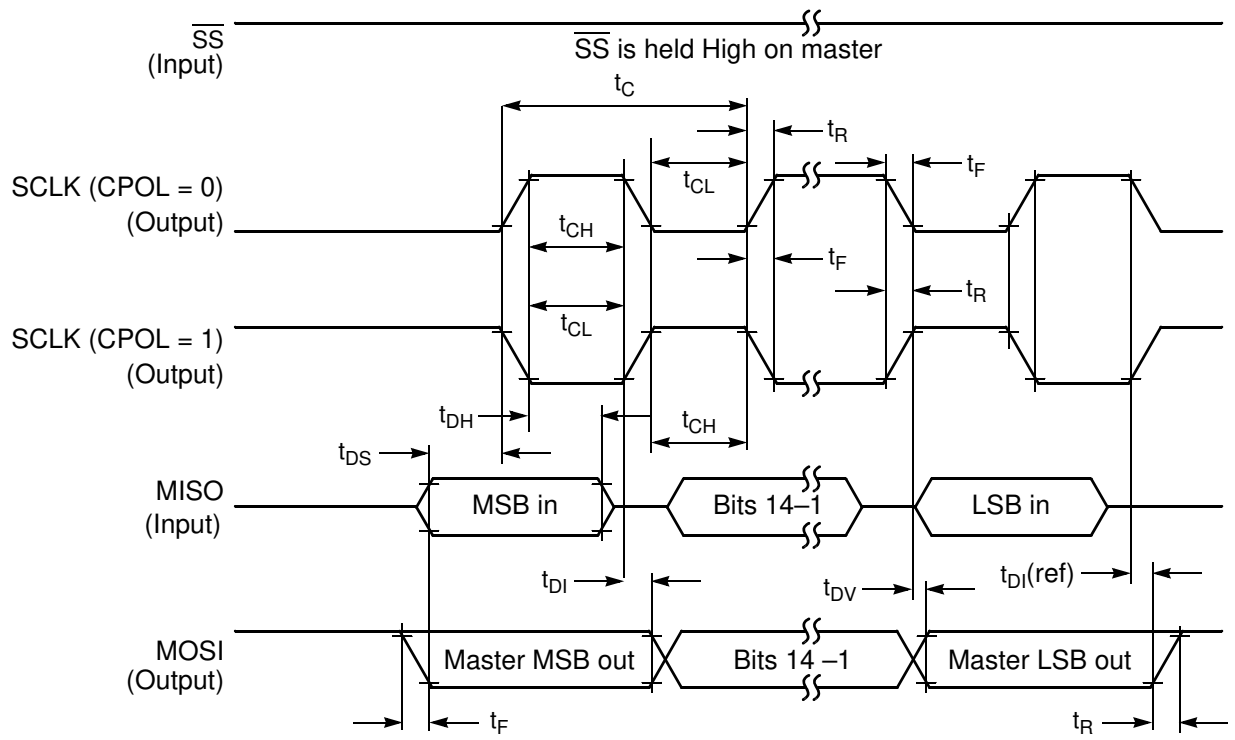 SS
(Input)
SS is held High on master
tC
tR
tF
SCLK (CPOL = 0)
(Output)
tCL
tCH
tF
tR
SCLK (CPOL = 1)
(Output)
tCL
tDH
tCH
tDS
MISO
(Input)
MSB in
Bits 14–1
LSB in
tDI
tDV
tDI(ref)
MOSI
(Output)
Master MSB out
Bits 14 –1
Master LSB out
tF
tR